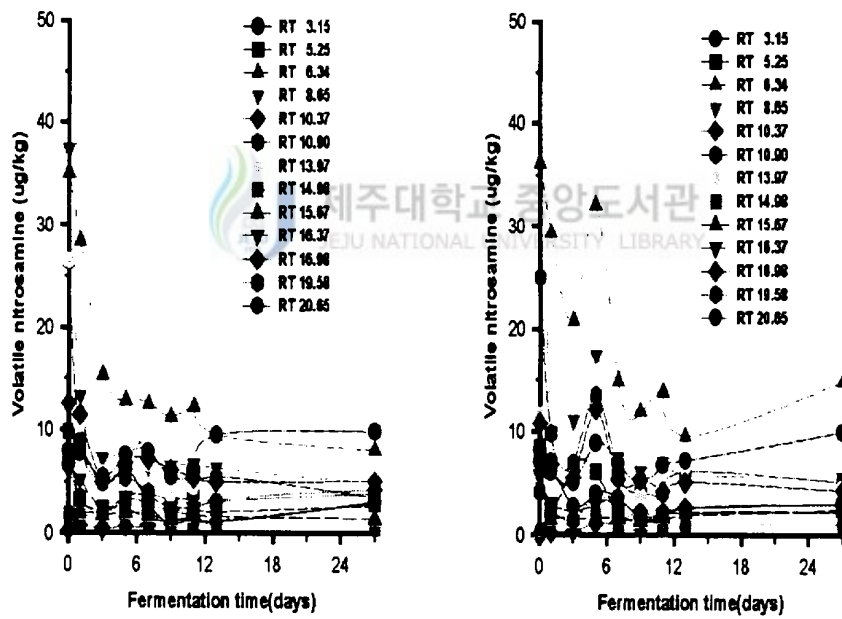 Volatile nitrosamine (ug/kg)
50
40
30
20
10
0
0
6
12
18
24
Fermentation time(days)
RT 3.15
RT 5.25
RT 6.34
RT 8.65
RT 10.37
RT 10.90
RT 13.97
RT 14.98
RT 15.67
RT 16.37
RT 16.98
RT 19.58
RT 20.65
제주대학교 중앙도서관
JEJU NATIONAL UNIVERSITY LIBRARY
Volatile nitrosamine (ug/kg)
50
40
30
20
10
0
0
6
12
18
24
Fermentation time(days)
RT 3.15
RT 5.25
RT 6.34
RT 8.65
RT 10.37
RT 10.90
RT 13.97
RT 14.98
RT 15.67
RT 16.37
RT 16.98
RT 19.58
RT 20.65